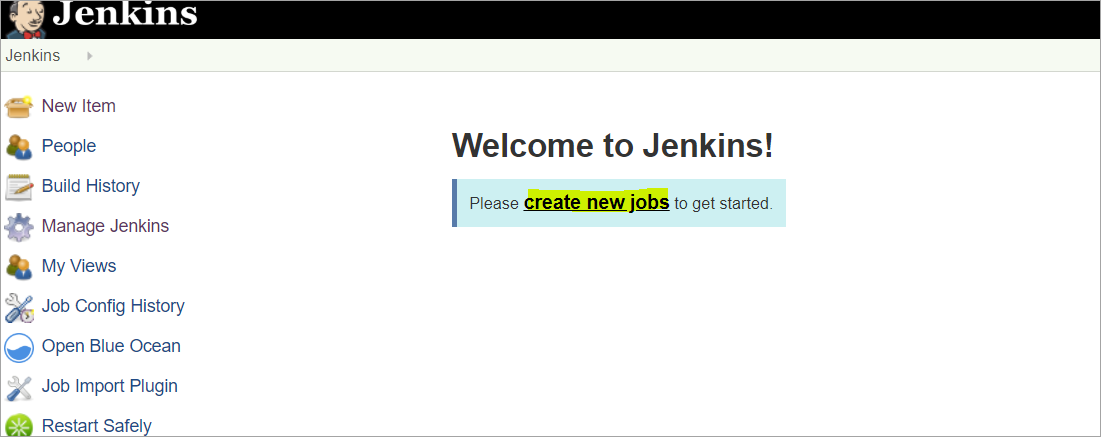 Jenkins
Jenkins
New Item
People
Build History
Manage Jenkins
My Views
Job Config History
Open Blue Ocean
Job Import Plugin
Restart Safely
Welcome to Jenkins!
Please create new jobs to get started.